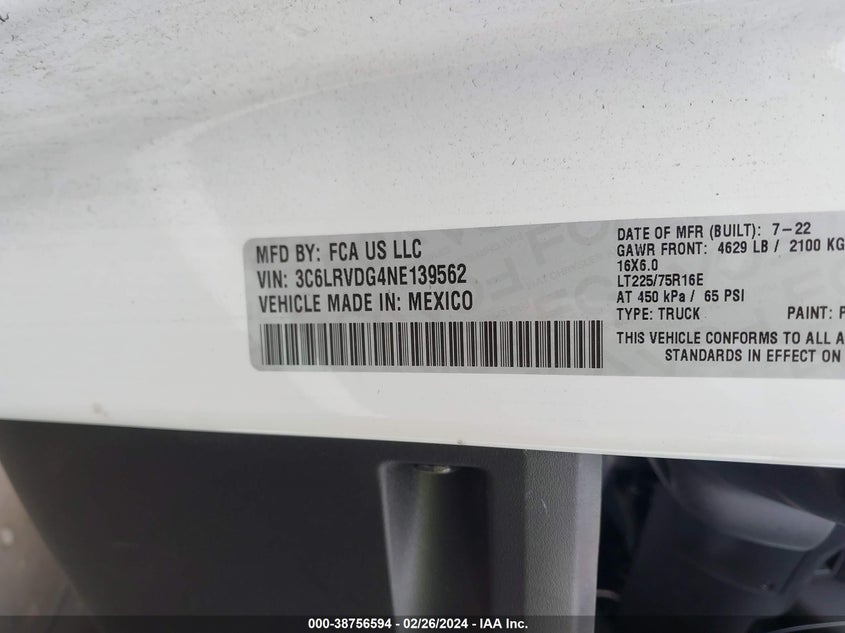 MFD BY: FCA US LLC
VIN: 3C6LRVDG4NE139562
VEHICLE MADE IN: MEXICO
DATE OF MFR (BUILT): 7-22
GAWR FRONT: 4629 LB / 2100 KG
16X6.0
LT225/75R16E
AT 450 kPa / 65 PSI
TYPE: TRUCK PAINT: P
THIS VEHICLE CONFORMS TO ALL A
STANDARDS IN EFFECT ON
000-38756594 / 02/26/2024 - IAA Inc.